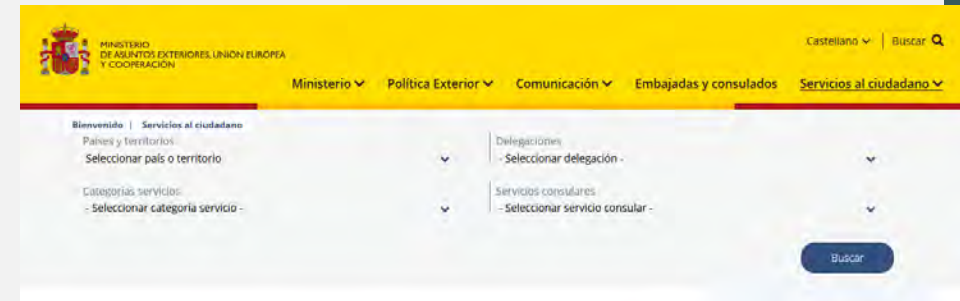 MINISTERIO
DE ASUNTOS EXTERIORES, UNIÓN EUROPEA
Y COOPERACIÓN
Castellano | Buscar
Ministerio Política Exterior Comunicación Embajadas y consulados Servicios al ciudadano
Bienvenido | Servicios al ciudadano
Países y territorios
Seleccionar país o territorio
Delegaciones
- Seleccionar delegación -
Categorías servicios
- Seleccionar categoría servicio -
Servicios consulares
- Seleccionar servicio consular -
Buscar